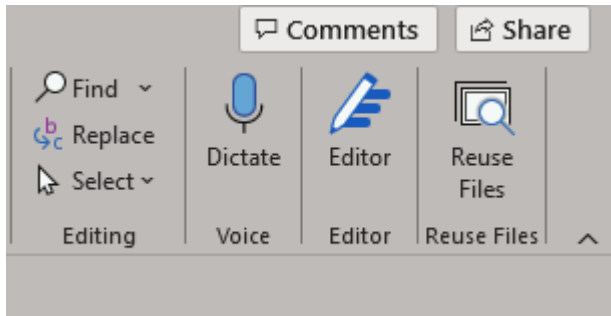 Comments Share
Find
Replace
Select
Dictate
Editor
Reuse
Files
Editing Voice Editor Reuse Files